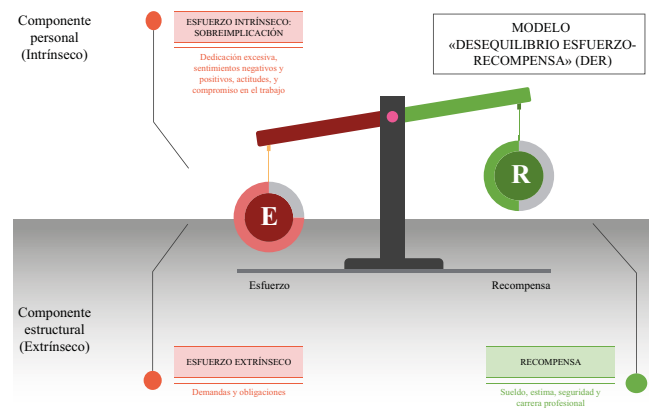 Componente
personal
(Intrínseco)
ESFUERZO INTRÍNSECO:
SOBREIMPLICACIÓN
Dedicación excesiva,
sentimientos negativos y
positivos, actitudes, y
compromiso en el trabajo
MODELO
«DESEQUILIBRIO ESFUERZO-
RECOMPENSA» (DER)
E
R
Esfuerzo
Recompensa
Componente
estructural
(Extrínseco)
ESFUERZO EXTRÍNSECO
Demandas y obligaciones
RECOMPENSA
Sueldo, estima, seguridad y
carrera profesional